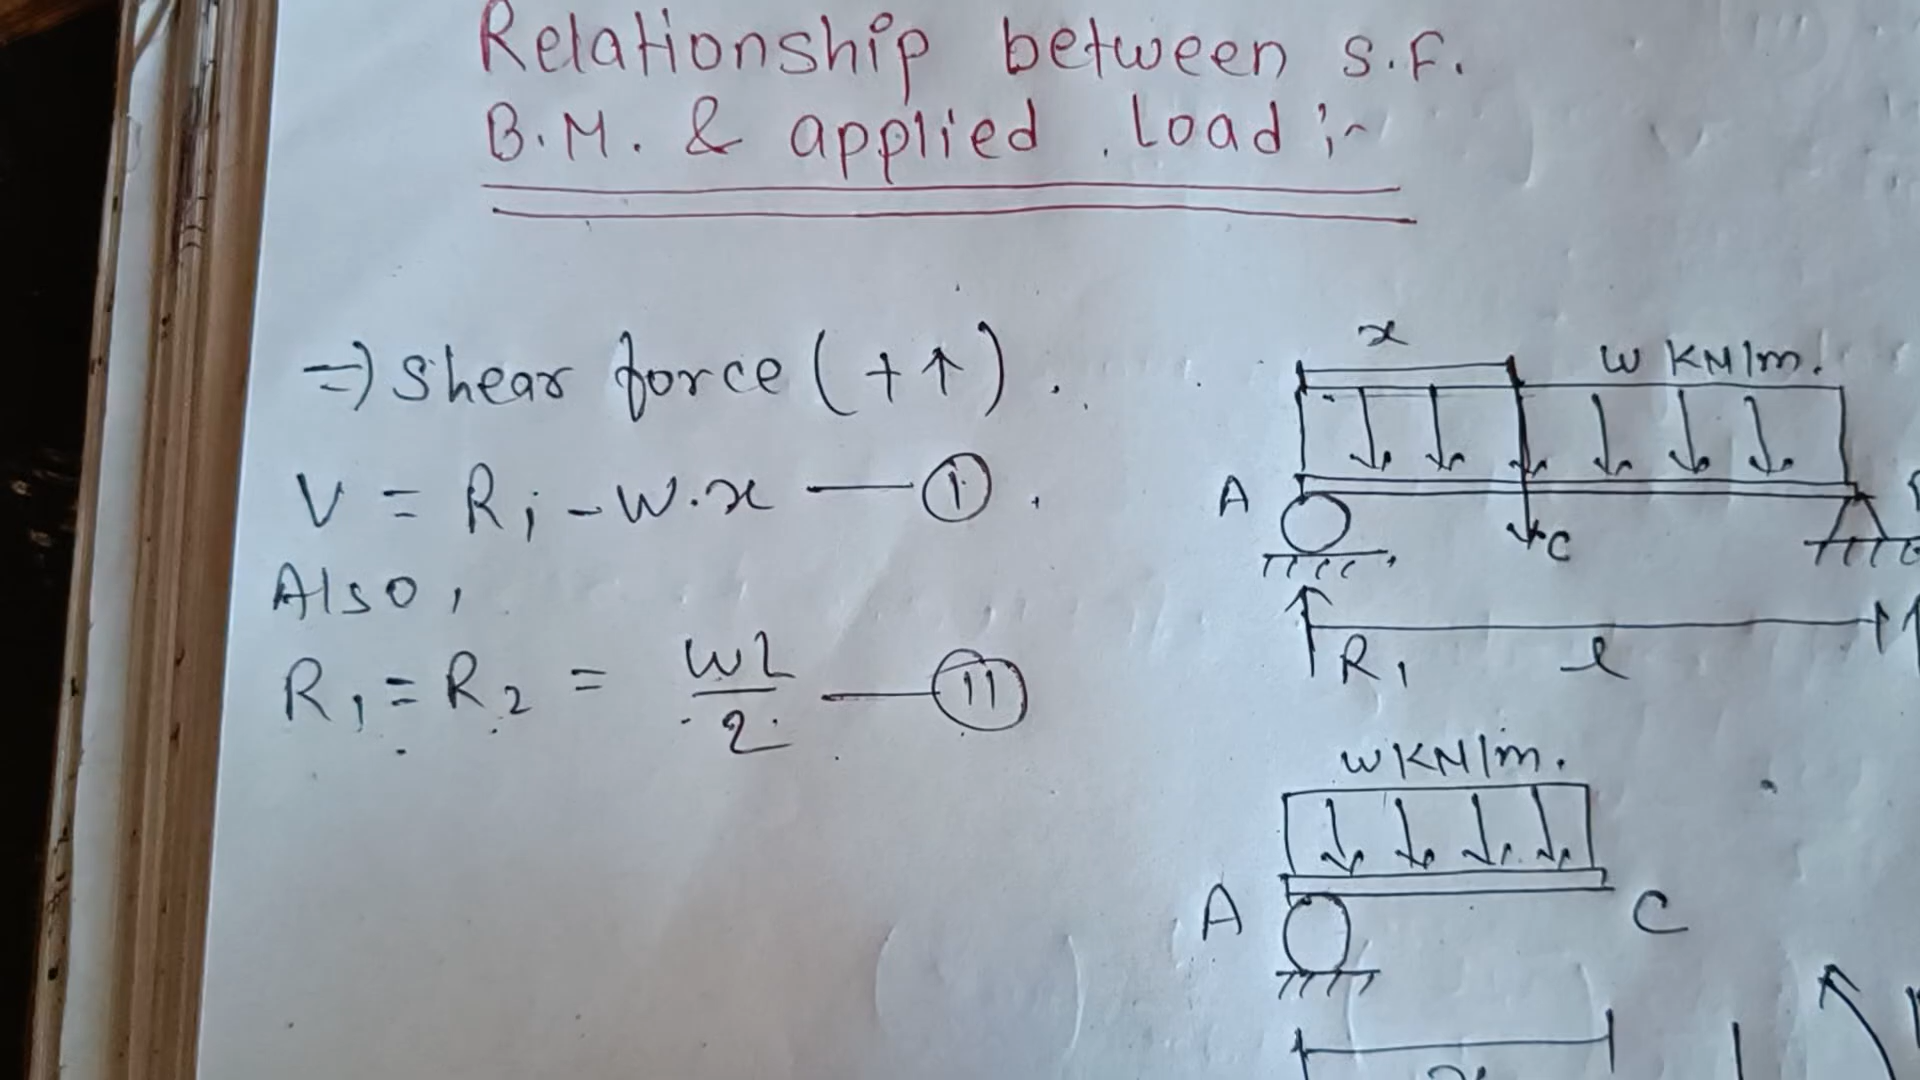 Relationship between S.F.
B.M. & applied Load :-
⇒ Shear force ( + ↑ ) .
V = R1 - W.x — (I)
Also,
R1 = R2 = wl/2 — (II)
x
W KN/m.
A
C
R1
l
W KN/m.
A
C